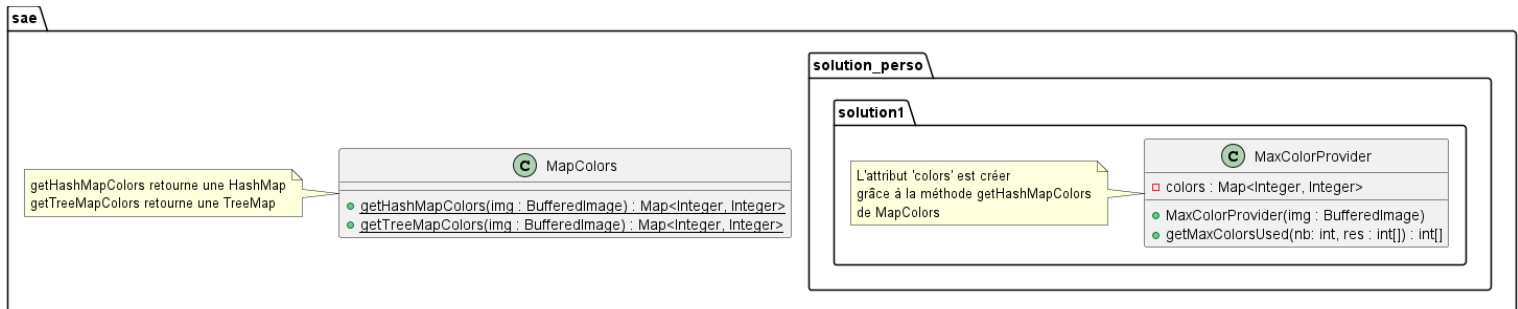 sae
solution_perso
solution1
getHashMapColors retourne une HashMap
getTreeMapColors retourne une TreeMap
C MapColors
getHashMapColors(img : BufferedImage) : Map<Integer, Integer>
getTreeMapColors(img : BufferedImage) : Map<Integer, Integer>
L'attribut 'colors' est créer
grâce à la méthode getHashMapColors
de MapColors
C MaxColorProvider
colors : Map<Integer, Integer>
MaxColorProvider(img : BufferedImage)
getMaxColorsUsed(nb: int, res : int[]) : int[]